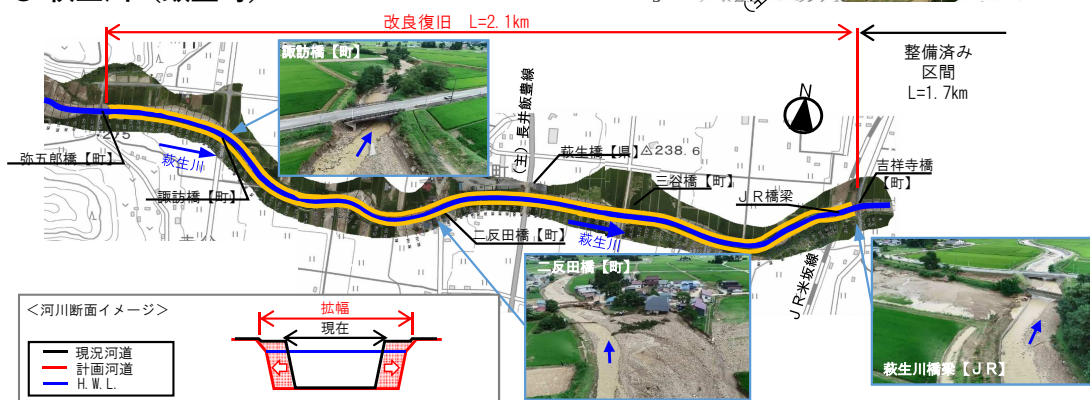 改良復旧 L=2.1km
整備済み
区間
L=1.7km
諏訪橋【町】
(主)長井飯豊線
N
弥五郎橋【町】
萩生川
諏訪橋【町】
萩生橋【県】
△238.6
三谷橋【町】
JR橋梁
吉祥寺橋
【町】
二反田橋【町】
萩生川
二反田橋【町】
JR米坂線
萩生川橋梁【JR】
<河川断面イメージ>
現況河道
計画河道
H.W.L.
拡幅
現在